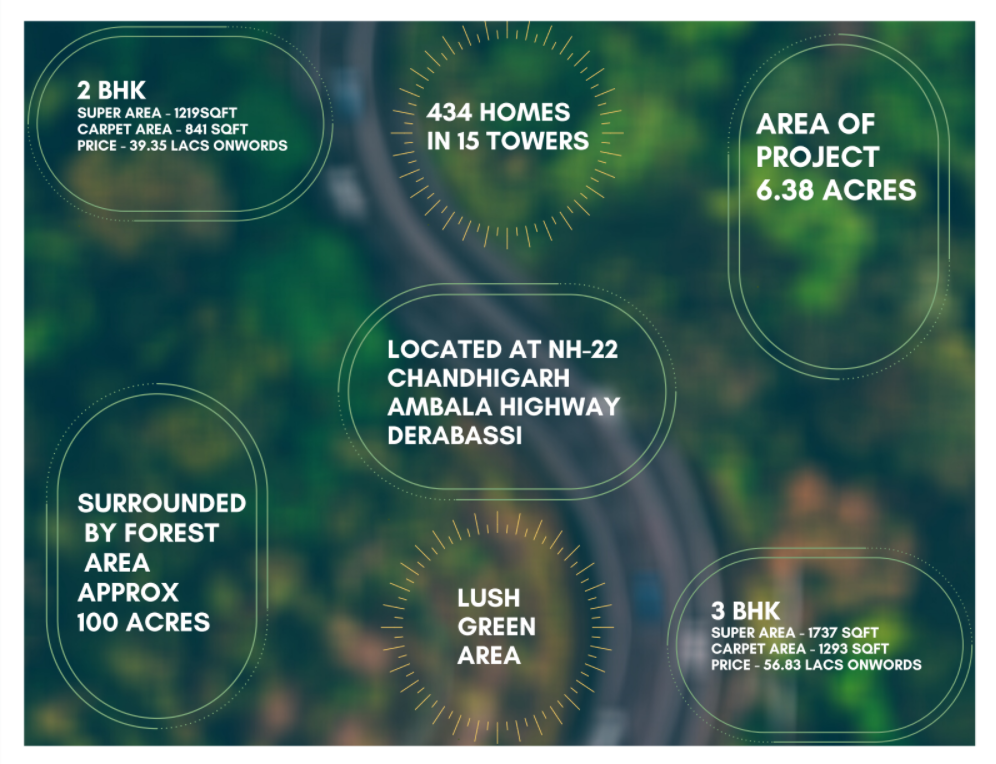 2 BHK
SUPER AREA - 1219SQFT
CARPET AREA - 841 SQFT
PRICE - 39.35 LACS ONWORDS
434 HOMES
IN 15 TOWERS
AREA OF
PROJECT
6.38 ACRES
LOCATED AT NH-22
CHANDHIGARH
AMBALA HIGHWAY
DERABASSI
SURROUNDED
BY FOREST
AREA
APPROX
100 ACRES
LUSH
GREEN
AREA
3 BHK
SUPER AREA - 1737 SQFT
CARPET AREA - 1293 SQFT
PRICE - 56.83 LACS ONWORDS